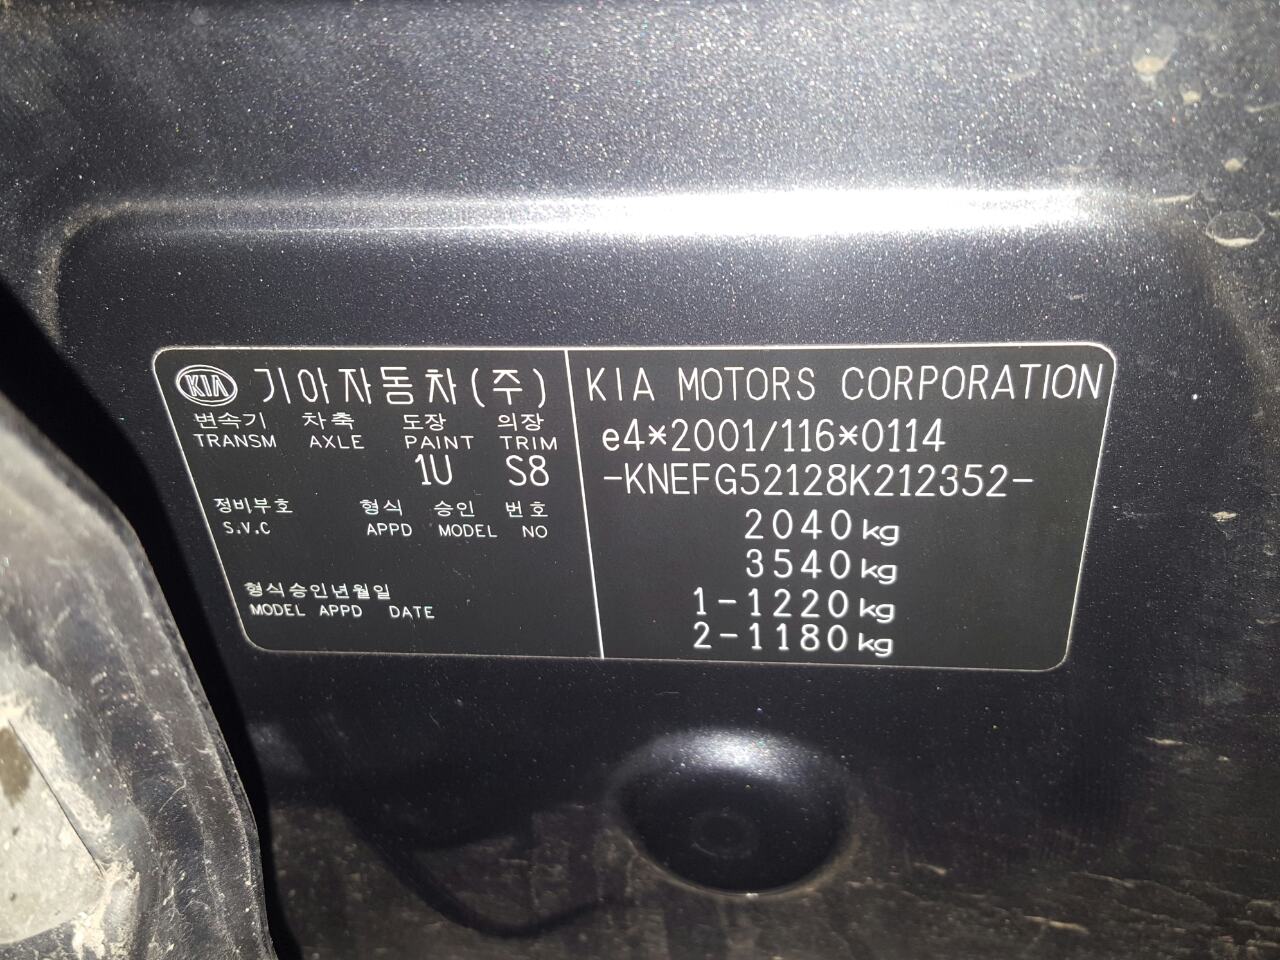 KIA 기아자동차(주)
변속기 차축 도장 의장
TRANSM AXLE PAINT TRIM
1U S8
정비부호 형식 승인 번호
S.V.C APPD MODEL NO
형식승인년월일
MODEL APPD DATE
KIA MOTORS CORPORATION
e4*2001/116*0114
-KNEFG52128K212352-
2040kg
3540kg
1-1220kg
2-1180kg